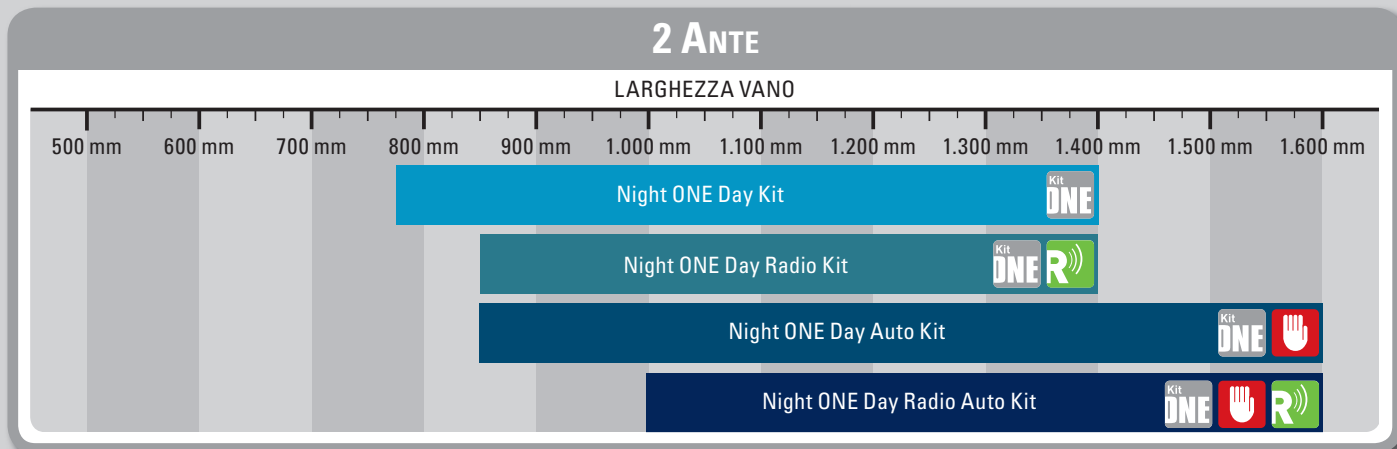 2 ANTE
LARGHEZZA VANO
500 mm 600 mm 700 mm 800 mm 900 mm 1.000 mm 1.100 mm 1.200 mm 1.300 mm 1.400 mm 1.500 mm 1.600 mm
Night ONE Day Kit Kit ONE
Night ONE Day Radio Kit Kit ONE R
Night ONE Day Auto Kit Kit ONE
Night ONE Day Radio Auto Kit Kit ONE R